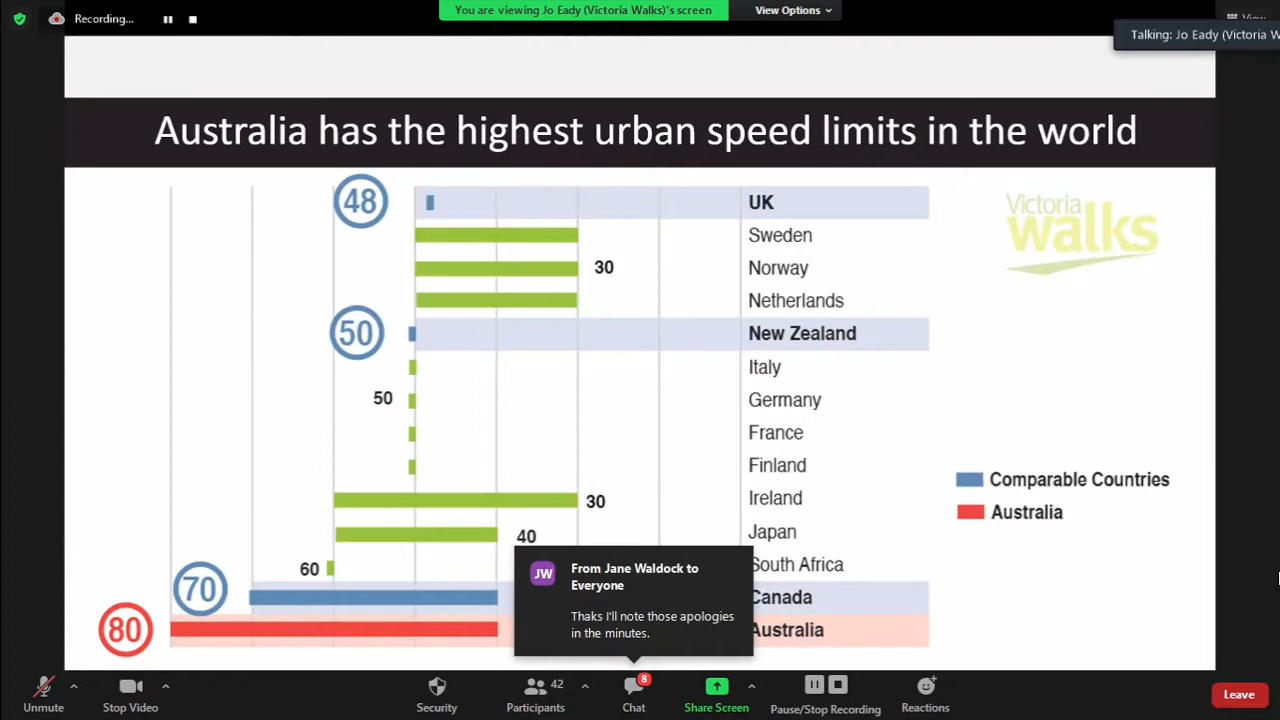 Recording...
You are viewing Jo Eady (Victoria Walks)'s screen
View Options
View
Talking: Jo Eady (Victoria W
Australia has the highest urban speed limits in the world
Victoria
walks
48
UK
Sweden
30
Norway
Netherlands
50
New Zealand
Italy
50
Germany
France
Finland
30
Ireland
40
Japan
60
South Africa
70
Canada
80
Australia
Comparable Countries
Australia
JW
From Jane Waldock to
Everyone
Thaks I'll note those apologies
in the minutes.
Unmute
Stop Video
Security
42
Participants
8
Chat
Share Screen
Pause/Stop Recording
Reactions
Leave